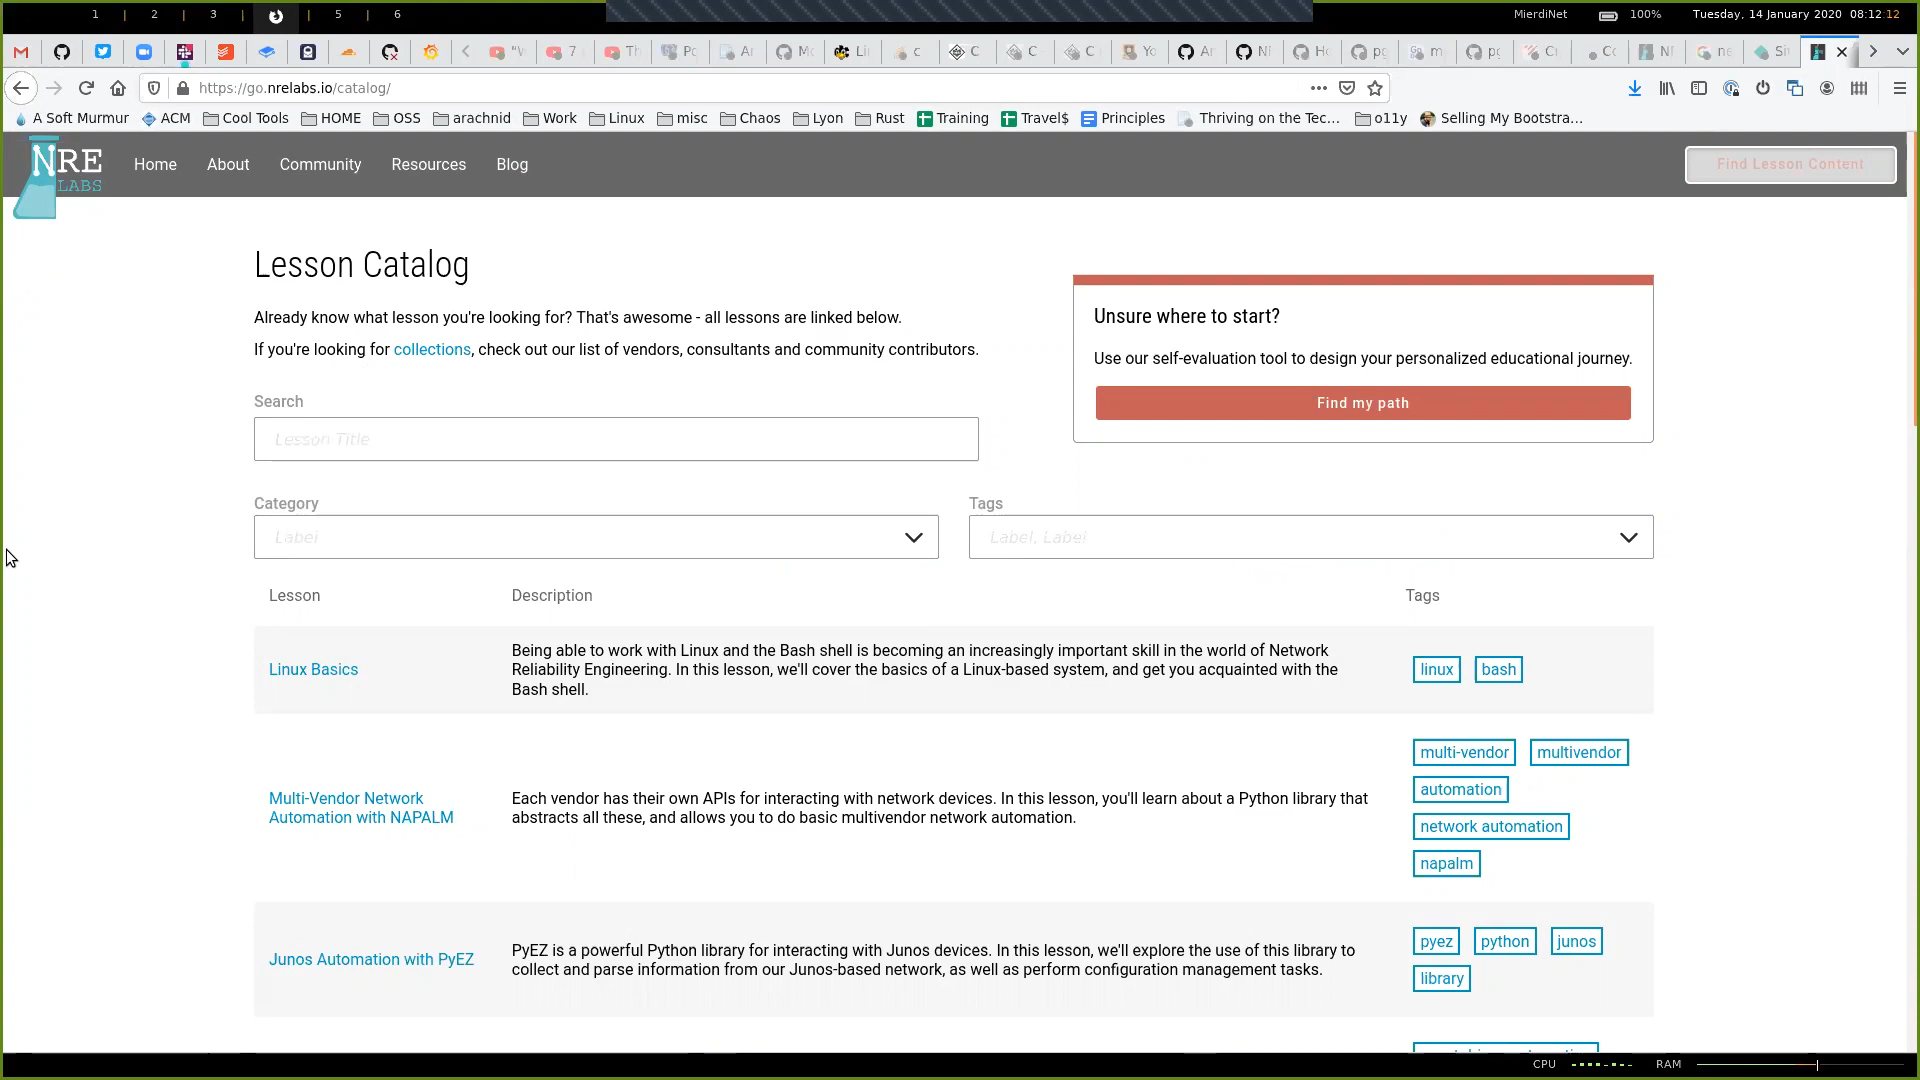 1 | 2 | 3 | | 5 | 6
MierdiNet 100% Tuesday, 14 January 2020 08:12:12
https://go.nrelabs.io/catalog/
A Soft Murmur ACM Cool Tools HOME OSS arachnid Work Linux misc Chaos Lyon Rust Training Travel$ Principles Thriving on the Tec... o11y Selling My Bootstra...
NRE
LABS
Home About Community Resources Blog
Find Lesson Content
Lesson Catalog
Already know what lesson you're looking for? That's awesome - all lessons are linked below.
If you're looking for collections, check out our list of vendors, consultants and community contributors.
Unsure where to start?
Use our self-evaluation tool to design your personalized educational journey.
Find my path
Search
Lesson Title
Category
Label
Tags
Label, Label
Lesson Description Tags
Linux Basics
Being able to work with Linux and the Bash shell is becoming an increasingly important skill in the world of Network
Reliability Engineering. In this lesson, we'll cover the basics of a Linux-based system, and get you acquainted with the
Bash shell.
linux bash
Multi-Vendor Network
Automation with NAPALM
Each vendor has their own APIs for interacting with network devices. In this lesson, you'll learn about a Python library that
abstracts all these, and allows you to do basic multivendor network automation.
multi-vendor multivendor
automation
network automation
napalm
Junos Automation with PyEZ
PyEZ is a powerful Python library for interacting with Junos devices. In this lesson, we'll explore the use of this library to
collect and parse information from our Junos-based network, as well as perform configuration management tasks.
pyez python junos
library
CPU RAM